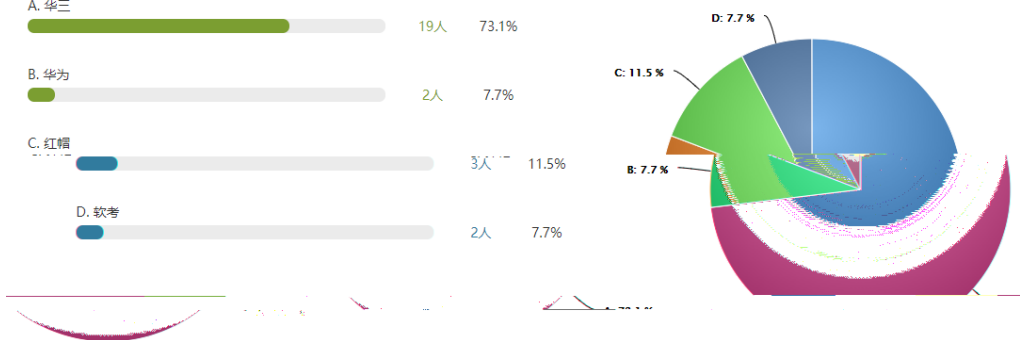 A. 华三
19人 73.1%
B. 华为
2人 7.7%
C. 红帽
3人 11.5%
D. 软考
2人 7.7%
D: 7.7 %
C: 11.5 %
B: 7.7 %